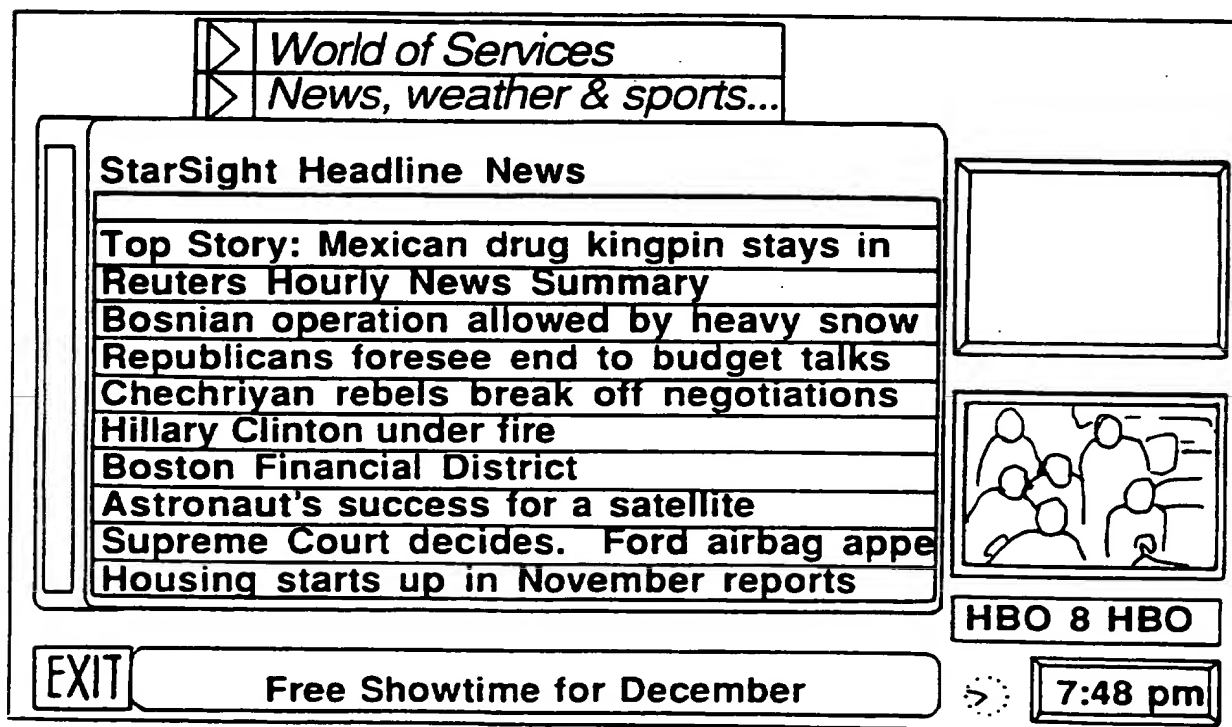 World of Services
News, weather & sports...
StarSight Headline News
Top Story: Mexican drug kingpin stays in
Reuters Hourly News Summary
Bosnian operation allowed by heavy snow
Republicans foresee end to budget talks
Chechriyan rebels break off negotiations
Hillary Clinton under fire
Boston Financial District
Astronaut's success for a satellite
Supreme Court decides. Ford airbag appe
Housing starts up in November reports
HBO 8 HBO
EXIT
Free Showtime for December
7:48 pm